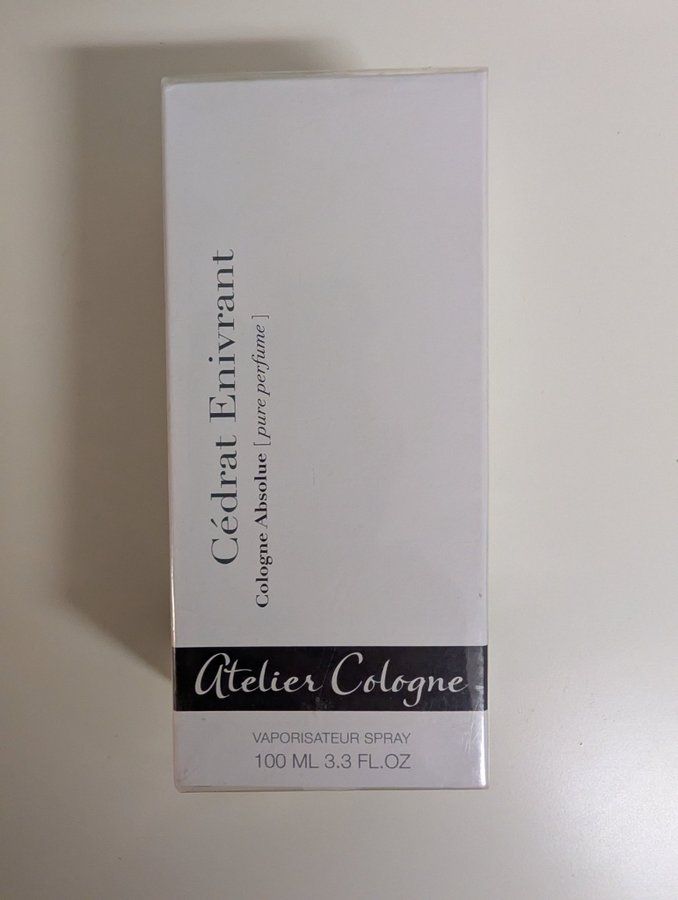 Cédrat Enivrant
Cologne Absolue [ pure perfume ]
Atelier Cologne
VAPORISATEUR SPRAY
100 ML 3.3 FL.OZ